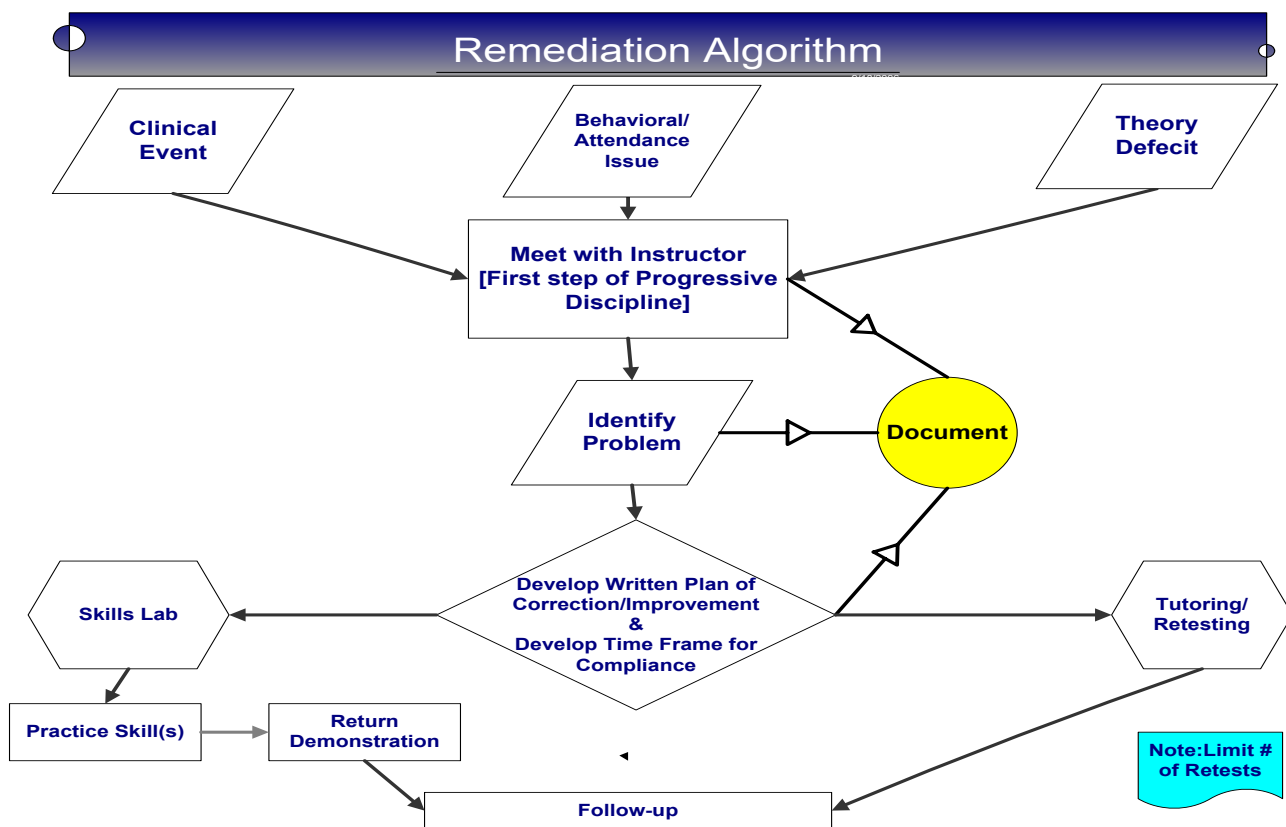 Remediation Algorithm
Clinical
Event
Behavioral/
Attendance
Issue
Theory
Defecit
Meet with Instructor
[First step of Progressive
Discipline]
Identify
Problem
Document
Develop Written Plan of
Correction/Improvement
&
Develop Time Frame for
Compliance
Skills Lab
Tutoring/
Retesting
Practice Skill(s)
Return
Demonstration
Note:Limit #
of Retests
Follow-up